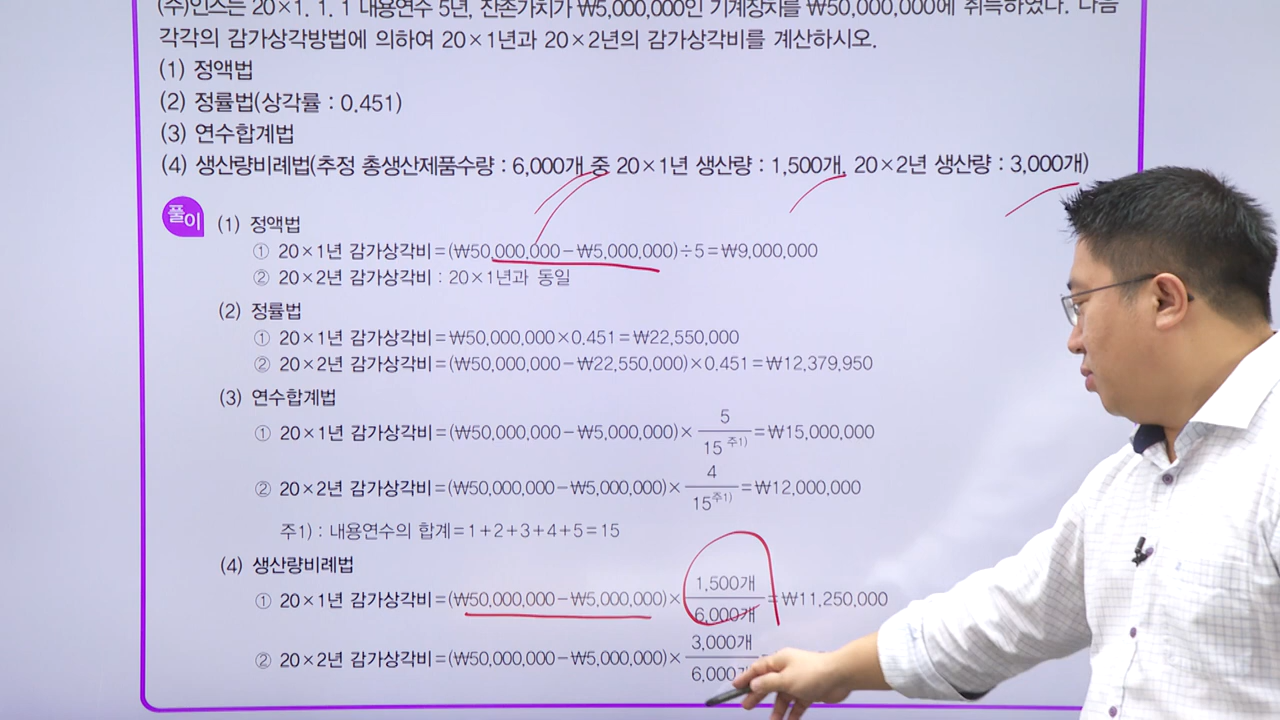 (주)인스는 20×1. 1. 1 내용연수 5년, 잔존가치가 ₩5,000,000인 기계장치를 ₩50,000,000에 취득하였다. 다음
각각의 감가상각방법에 의하여 20×1년과 20×2년의 감가상각비를 계산하시오.
(1) 정액법
(2) 정률법(상각률 : 0.451)
(3) 연수합계법
(4) 생산량비례법(추정 총생산제품수량 : 6,000개 중 20×1년 생산량 : 1,500개, 20×2년 생산량 : 3,000개)
풀이
(1) 정액법
① 20×1년 감가상각비=(₩50,000,000-₩5,000,000)÷5=₩9,000,000
② 20×2년 감가상각비 : 20×1년과 동일
(2) 정률법
① 20×1년 감가상각비=₩50,000,000×0.451=₩22,550,000
② 20×2년 감가상각비=(₩50,000,000-₩22,550,000)×0.451=₩12,379,950
(3) 연수합계법
① 20×1년 감가상각비=(₩50,000,000-₩5,000,000)× 5/15 주1) =₩15,000,000
② 20×2년 감가상각비=(₩50,000,000-₩5,000,000)× 4/15주1) =₩12,000,000
주1) : 내용연수의 합계=1+2+3+4+5=15
(4) 생산량비례법
① 20×1년 감가상각비=(₩50,000,000-₩5,000,000)× 1,500개/6,000개 =₩11,250,000
② 20×2년 감가상각비=(₩50,000,000-₩5,000,000)× 3,000개/6,000개